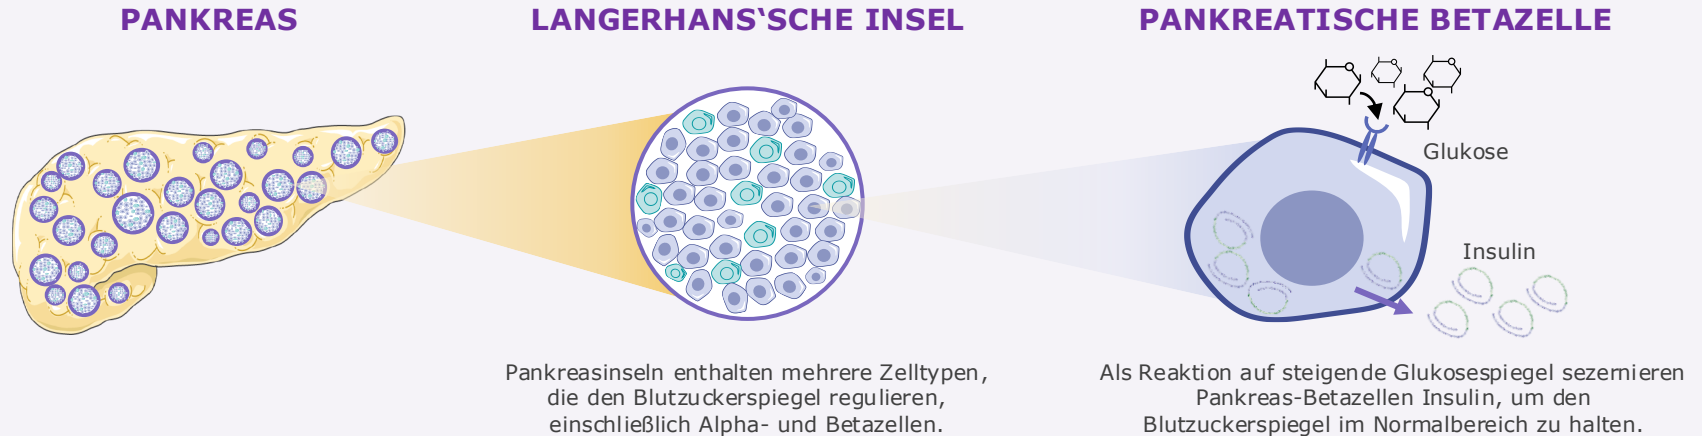 PANKREAS
LANGERHANS‘SCHE INSEL
PANKREATISCHE BETAZELLE
Glukose
Insulin
Pankreasinseln enthalten mehrere Zelltypen,
die den Blutzuckerspiegel regulieren,
einschließlich Alpha- und Betazellen.
Als Reaktion auf steigende Glukosespiegel sezernieren
Pankreas-Betazellen Insulin, um den
Blutzuckerspiegel im Normalbereich zu halten.